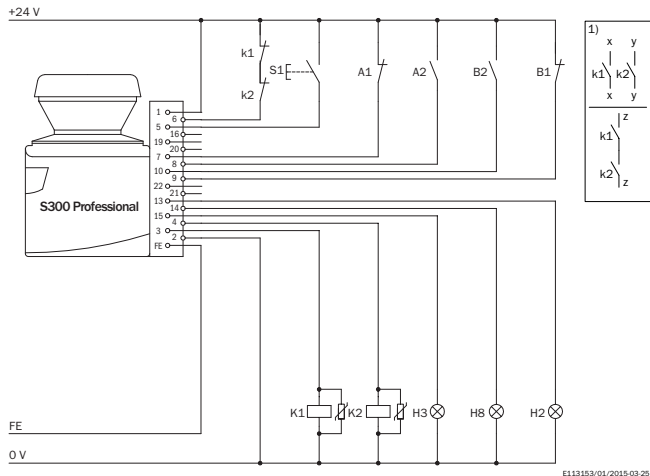 +24 V
1)
x y
k1 k2
x y
z
k1
k2
z
k1
k2
S1
A1
A2
B2
B1
1
6
5
16
19
20
7
8
10
9
22
21
13
14
15
4
3
2
FE
S300 Professional
K1
K2
H3
H8
H2
FE
0 V
E113153/01/2015-03-25